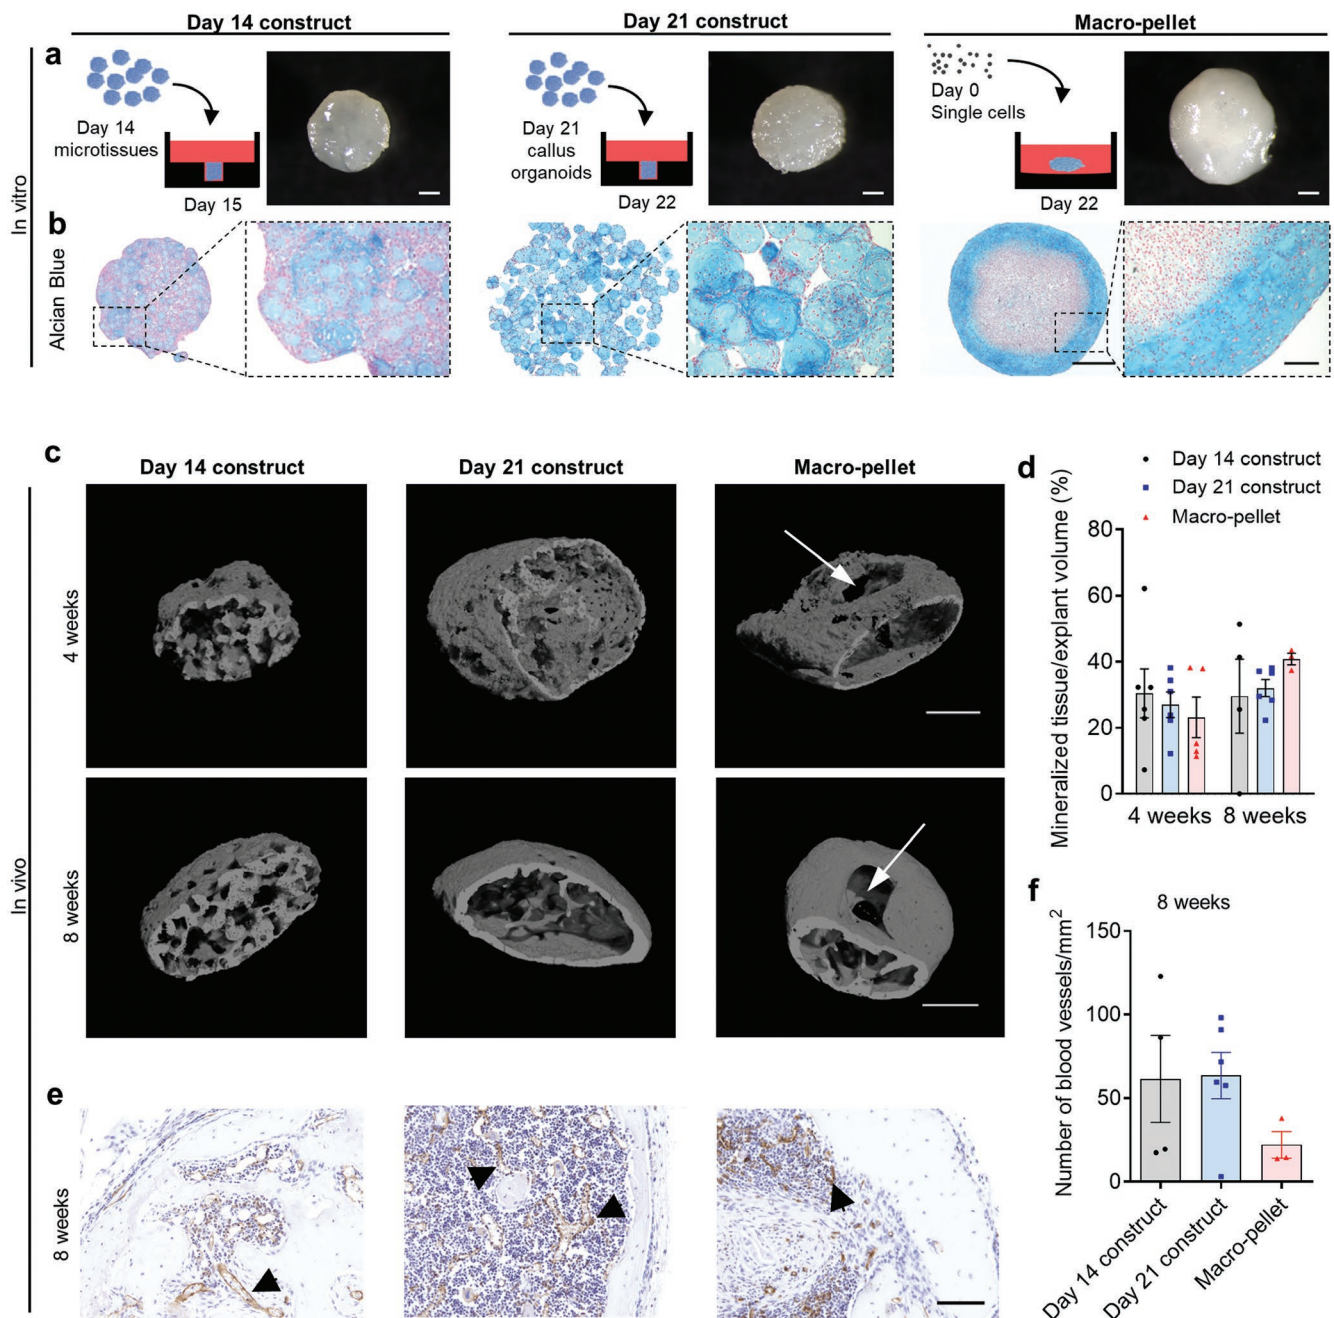 Day 14 construct
Day 21 construct
Macro-pellet
In vitro
a
Day 14
microtissues
Day 15
Day 21
callus
organoids
Day 22
Day 0
Single cells
Day 22
b
Alcian Blue
c
Day 14 construct
Day 21 construct
Macro-pellet
In vivo
4 weeks
8 weeks
d
Day 14 construct
Day 21 construct
Macro-pellet
Mineralized tissue/explant volume (%)
80
60
40
20
0
4 weeks
8 weeks
e
8 weeks
f
8 weeks
Number of blood vessels/mm²
150
100
50
0
Day 14 construct
Day 21 construct
Macro-pellet